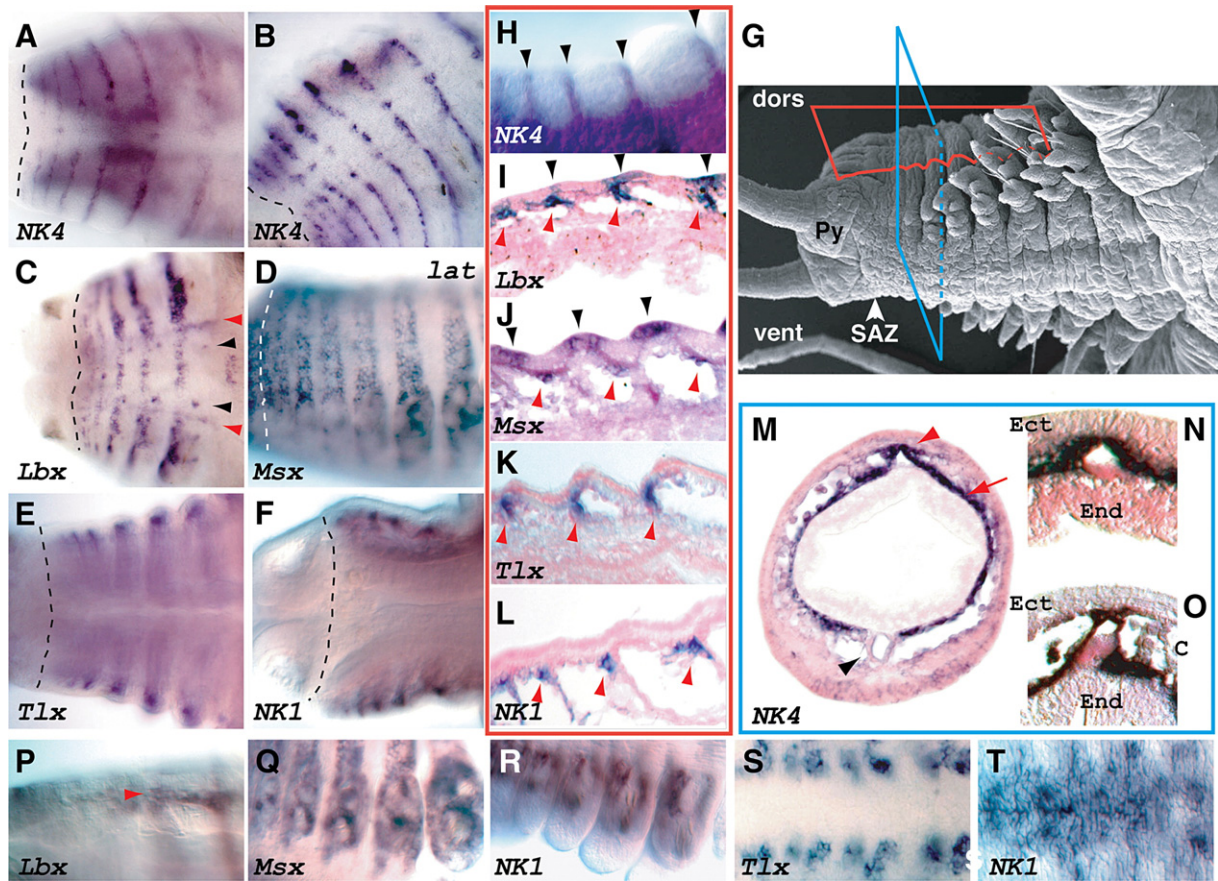 A
NK4
B
NK4
H
NK4
G
dors
Py
SAZ
vent
I
Lbx
C
Lbx
D
lat
Msx
J
Msx
E
Tlx
F
NK1
K
Tlx
L
NK1
M
NK4
N
Ect
End
O
Ect
C
End
P
Lbx
Q
Msx
R
NK1
S
Tlx
s
T
NK1